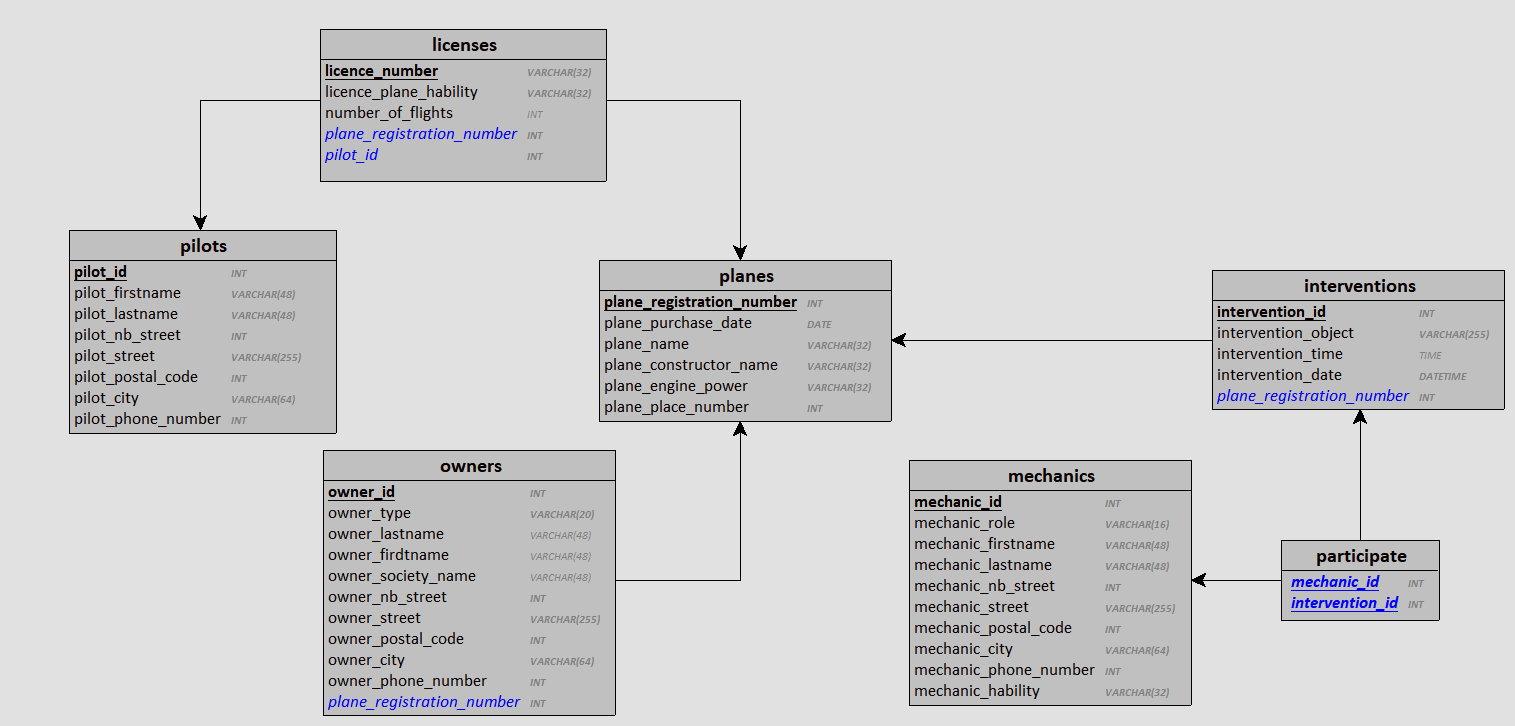 licenses
licence_number VARCHAR(32)
licence_plane_hability VARCHAR(32)
number_of_flights INT
plane_registration_number INT
pilot_id INT
pilots
pilot_id INT
pilot_firstname VARCHAR(48)
pilot_lastname VARCHAR(48)
pilot_nb_street INT
pilot_street VARCHAR(255)
pilot_postal_code INT
pilot_city VARCHAR(64)
pilot_phone_number INT
planes
plane_registration_number INT
plane_purchase_date DATE
plane_name VARCHAR(32)
plane_constructor_name VARCHAR(32)
plane_engine_power VARCHAR(32)
plane_place_number INT
interventions
intervention_id INT
intervention_object VARCHAR(255)
intervention_time TIME
intervention_date DATETIME
plane_registration_number INT
owners
owner_id INT
owner_type VARCHAR(20)
owner_lastname VARCHAR(48)
owner_firdtname VARCHAR(48)
owner_society_name VARCHAR(48)
owner_nb_street INT
owner_street VARCHAR(255)
owner_postal_code INT
owner_city VARCHAR(64)
owner_phone_number INT
plane_registration_number INT
mechanics
mechanic_id INT
mechanic_role VARCHAR(16)
mechanic_firstname VARCHAR(48)
mechanic_lastname VARCHAR(48)
mechanic_nb_street INT
mechanic_street VARCHAR(255)
mechanic_postal_code INT
mechanic_city VARCHAR(64)
mechanic_phone_number INT
mechanic_hability VARCHAR(32)
participate
mechanic_id INT
intervention_id INT